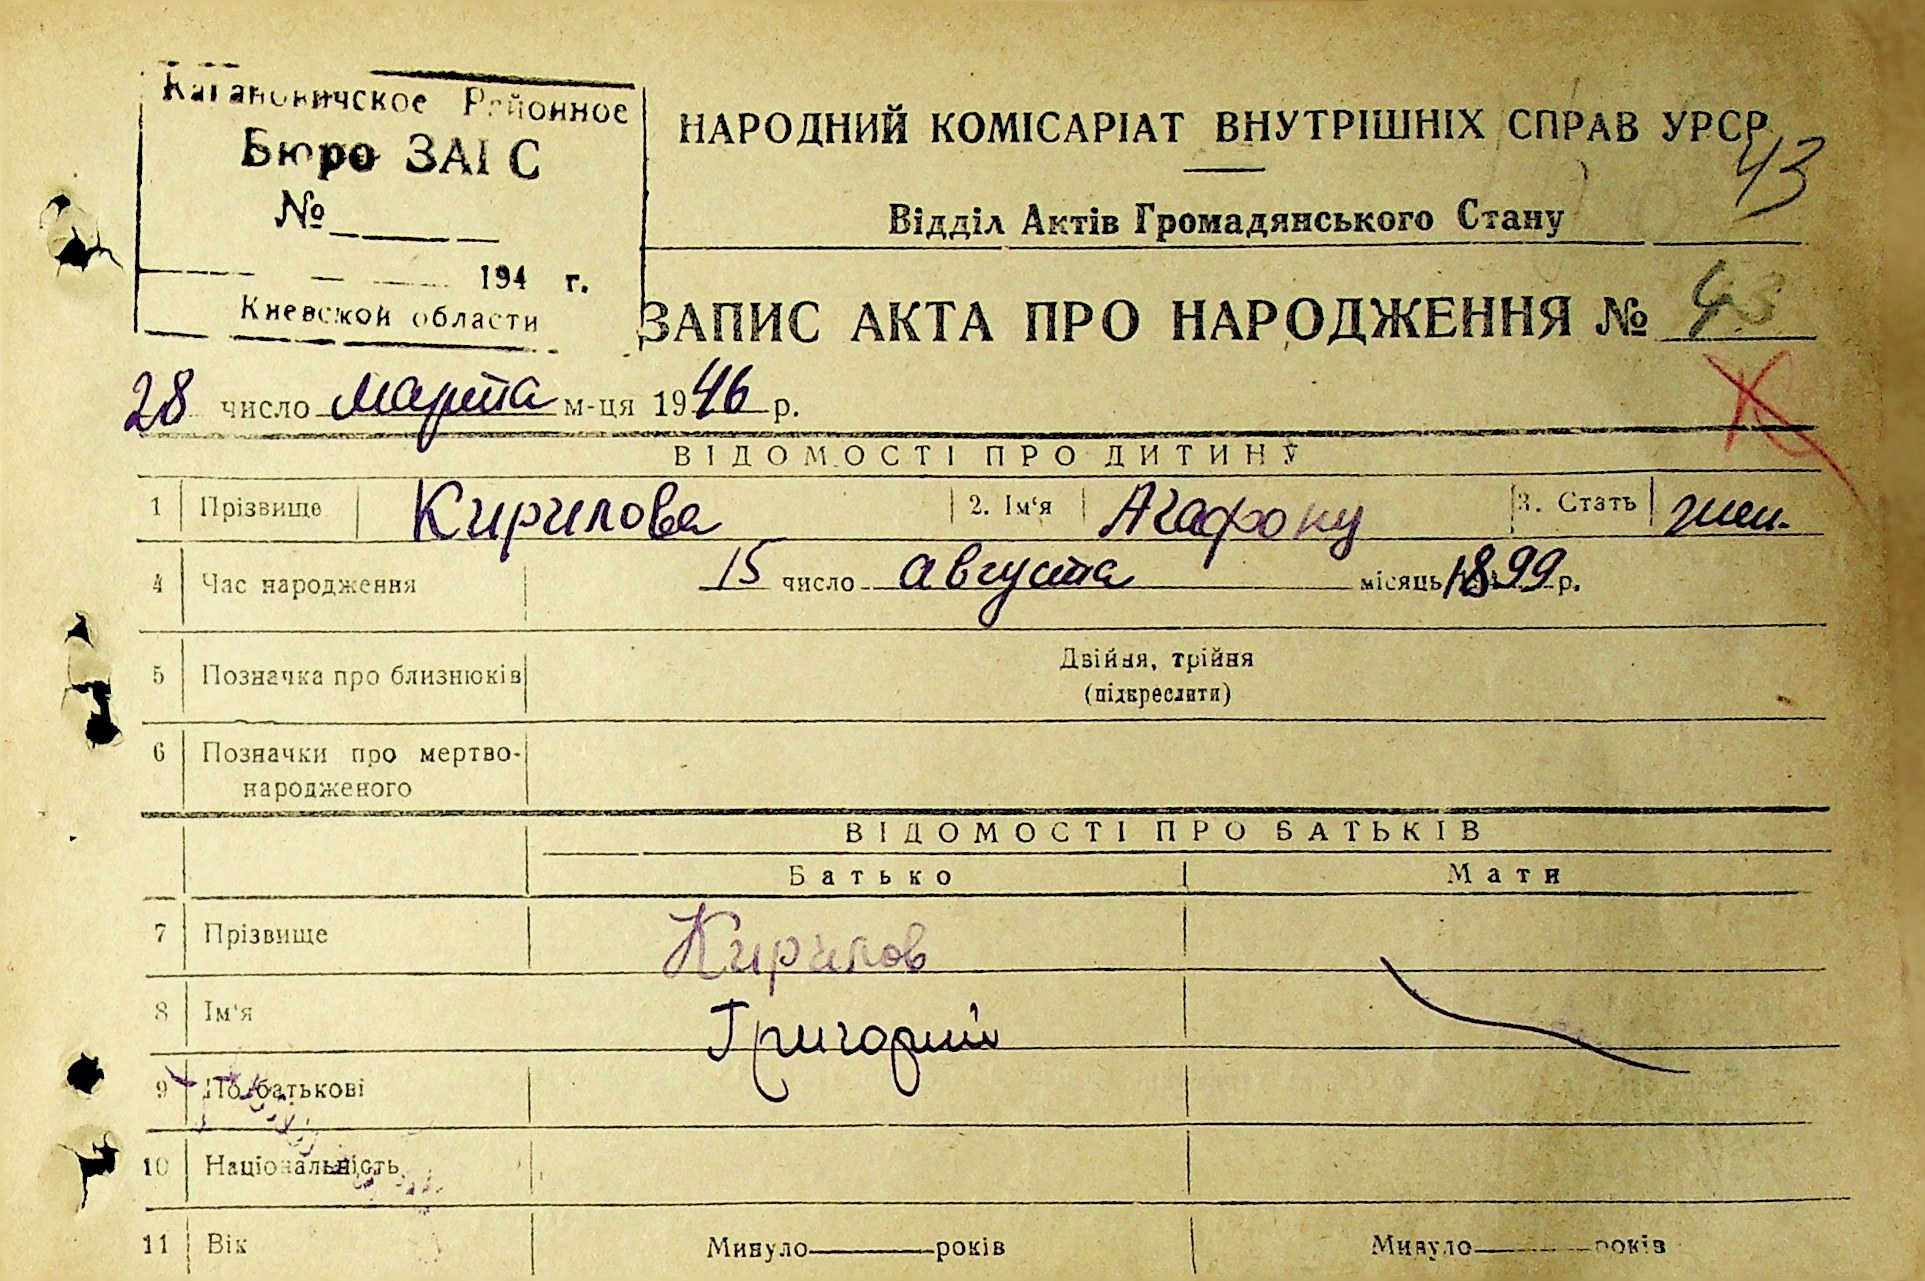 Кагановичское Районное
Бюро ЗАГС
№
194 г.
Киевской области
НАРОДНИЙ КОМІСАРІАТ ВНУТРІШНІХ СПРАВ УРСР
43
Відділ Актів Громадянського Стану
ЗАПИС АКТА ПРО НАРОДЖЕННЯ № 43
28 число марта м-ця 1946 р.
ВІДОМОСТІ ПРО ДИТИНУ
1 Прізвище Кирилова 2. Ім'я Агафону 3. Стать жен.
4 Час народження 15 число августа місяць 1899 р.
5 Позначка про близнюків Двійня, трійня
(підкреслити)
6 Позначки про мертво-
народженого
ВІДОМОСТІ ПРО БАТЬКІВ
Батько Мати
7 Прізвище Кирилов
8 Ім'я Григорий
9 По батькові
10 Національність
11 Вік Минуло років Минуло років